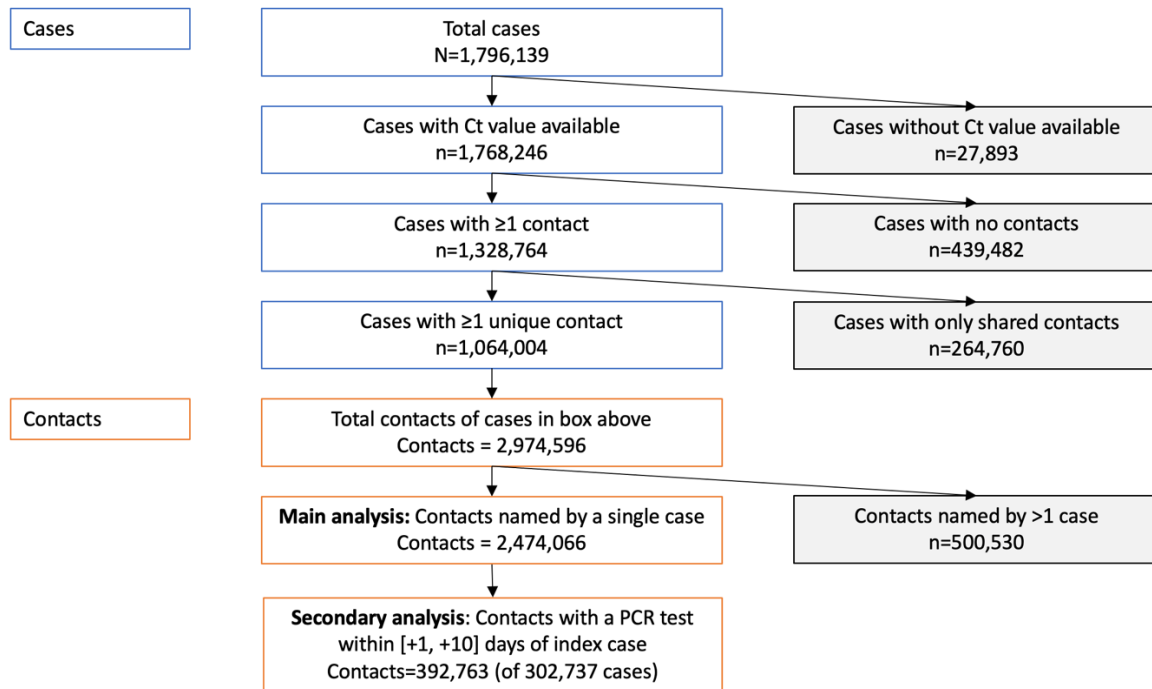 Cases
Total cases
N=1,796,139
Cases with Ct value available
n=1,768,246
Cases without Ct value available
n=27,893
Cases with ≥1 contact
n=1,328,764
Cases with no contacts
n=439,482
Cases with ≥1 unique contact
n=1,064,004
Cases with only shared contacts
n=264,760
Contacts
Total contacts of cases in box above
Contacts = 2,974,596
Main analysis: Contacts named by a single case
Contacts = 2,474,066
Contacts named by >1 case
n=500,530
Secondary analysis: Contacts with a PCR test
within [+1, +10] days of index case
Contacts=392,763 (of 302,737 cases)